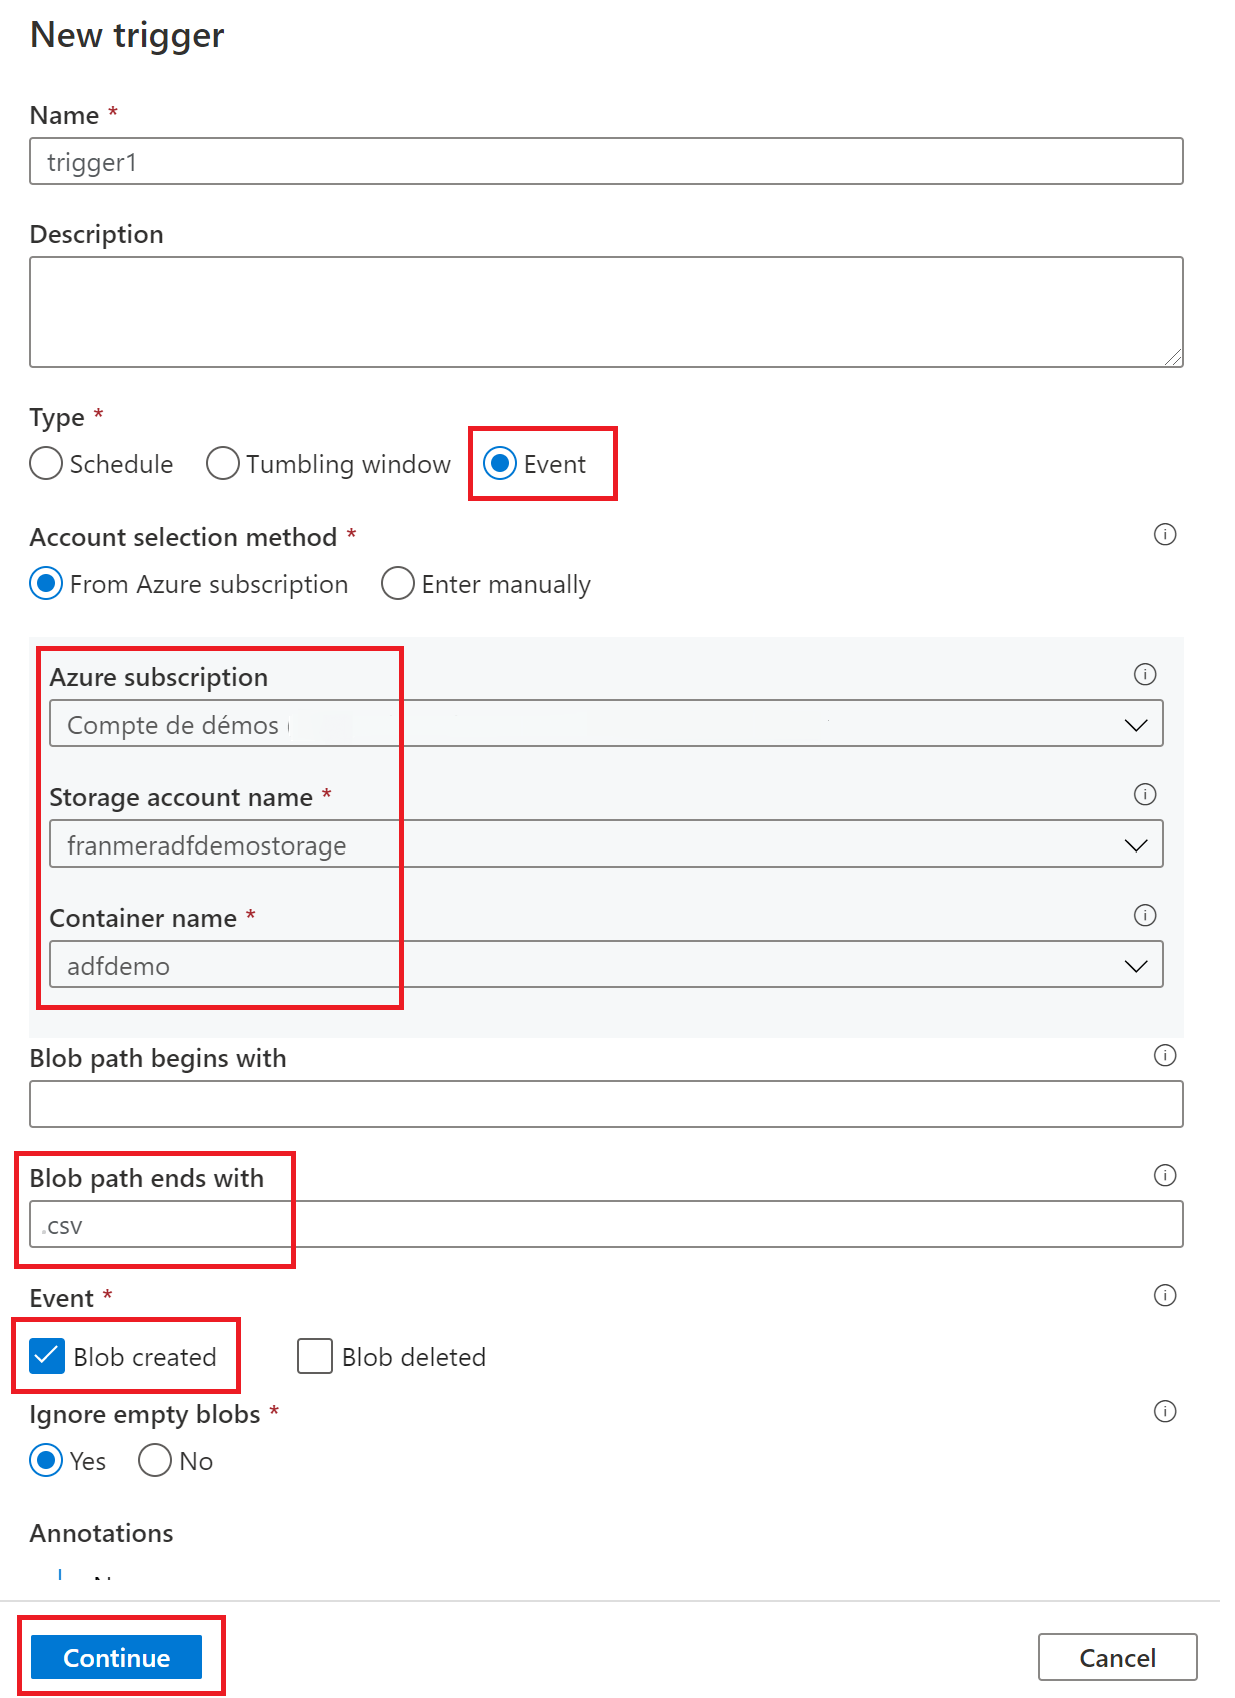 New trigger
Name *
trigger1
Description
Type *
Schedule Tumbling window Event
Account selection method *
From Azure subscription Enter manually
Azure subscription
Compte de démos (
Storage account name *
franmeradfdemostorage
Container name *
adfdemo
Blob path begins with
Blob path ends with
.csv
Event *
Blob created Blob deleted
Ignore empty blobs *
Yes No
Annotations
Continue Cancel